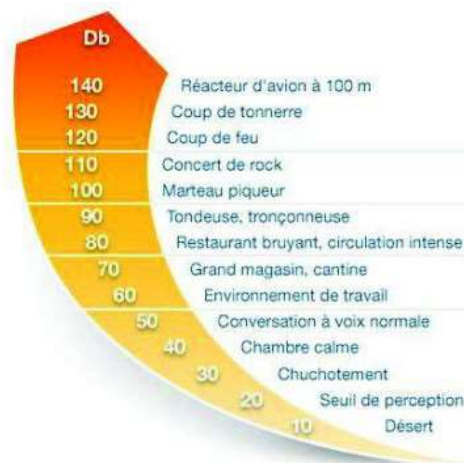 Db
140 Réacteur d'avion à 100 m
130 Coup de tonnerre
120 Coup de feu
110 Concert de rock
100 Marteau piqueur
90 Tondeuse, tronçonneuse
80 Restaurant bruyant, circulation intense
70 Grand magasin, cantine
60 Environnement de travail
50 Conversation à voix normale
40 Chambre calme
30 Chuchotement
20 Seuil de perception
10 Désert